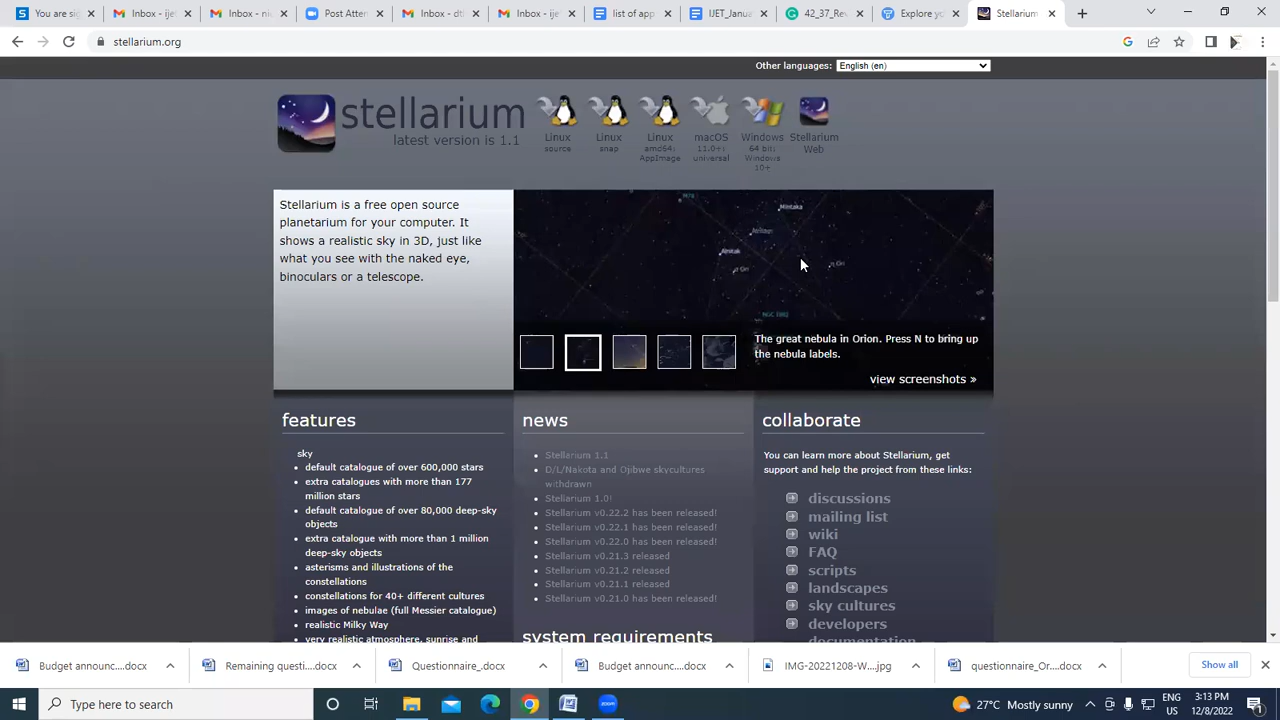 You are sig
Inbox - ijet
Inbox - nu
Post Atten
Inbox - dt
Inbox - ijet
list of app
IJET_Janua
42_37_Rev
Explore yo
Stellarium
stellarium.org
Other languages: English (en)
stellarium
latest version is 1.1
Linux
source
Linux
snap
Linux
amd64;
AppImage
macOS
11.0+;
universal
Windows
64 bit;
Windows
10+
Stellarium
Web
Stellarium is a free open source
planetarium for your computer. It
shows a realistic sky in 3D, just like
what you see with the naked eye,
binoculars or a telescope.
Mintaka
Alnitak
The great nebula in Orion. Press N to bring up
the nebula labels.
view screenshots »
features
sky
default catalogue of over 600,000 stars
extra catalogues with more than 177
million stars
default catalogue of over 80,000 deep-sky
objects
extra catalogue with more than 1 million
deep-sky objects
asterisms and illustrations of the
constellations
constellations for 40+ different cultures
images of nebulae (full Messier catalogue)
realistic Milky Way
very realistic atmosphere, sunrise and
news
Stellarium 1.1
D/L/Nakota and Ojibwe skycultures
withdrawn
Stellarium 1.0!
Stellarium v0.22.2 has been released!
Stellarium v0.22.1 has been released!
Stellarium v0.22.0 has been released!
Stellarium v0.21.3 released
Stellarium v0.21.2 released
Stellarium v0.21.1 released
Stellarium v0.21.0 has been released!
system requirements
collaborate
You can learn more about Stellarium, get
support and help the project from these links:
discussions
mailing list
wiki
FAQ
scripts
landscapes
sky cultures
developers
documentation
Budget announc....docx
Remaining questi....docx
Questionnaire_.docx
Budget announc....docx
IMG-20221208-W....jpg
questionnaire_Or....docx
Show all
Type here to search
27°C Mostly sunny
ENG
US
3:13 PM
12/8/2022